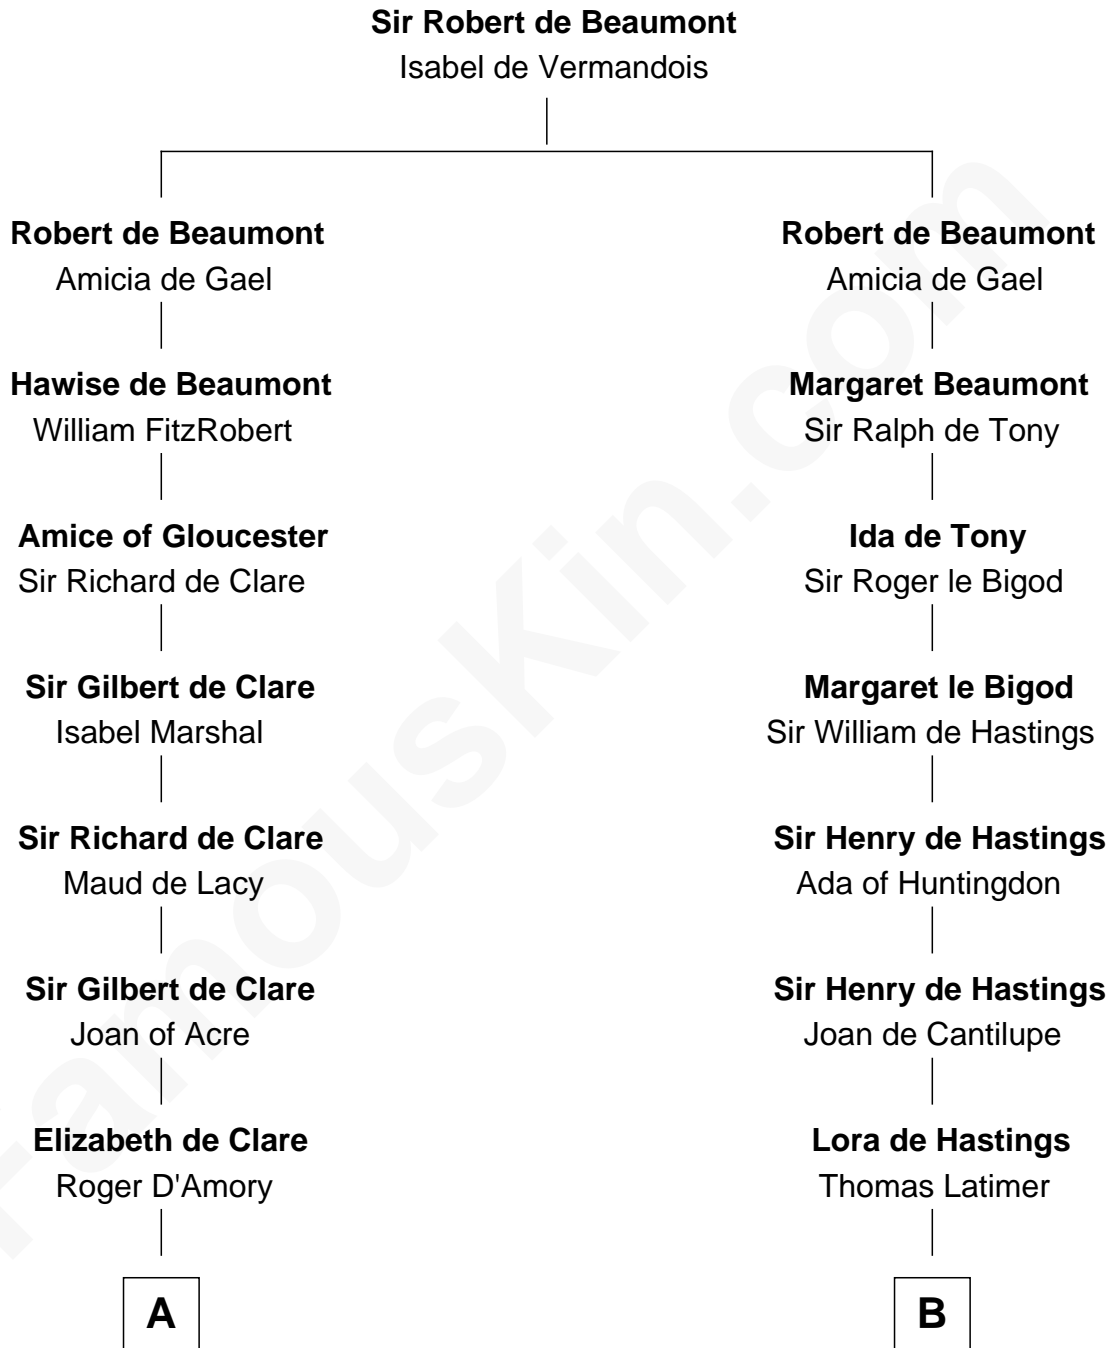 Sir Robert de Beaumont
Isabel de Vermandois
Robert de Beaumont
Amicia de Gael
Hawise de Beaumont
William FitzRobert
Amice of Gloucester
Sir Richard de Clare
Sir Gilbert de Clare
Isabel Marshal
Sir Richard de Clare
Maud de Lacy
Sir Gilbert de Clare
Joan of Acre
Elizabeth de Clare
Roger D'Amory
A
Robert de Beaumont
Amicia de Gael
Margaret Beaumont
Sir Ralph de Tony
Ida de Tony
Sir Roger le Bigod
Margaret le Bigod
Sir William de Hastings
Sir Henry de Hastings
Ada of Huntingdon
Sir Henry de Hastings
Joan de Cantilupe
Lora de Hastings
Thomas Latimer
B
FamousKin.com